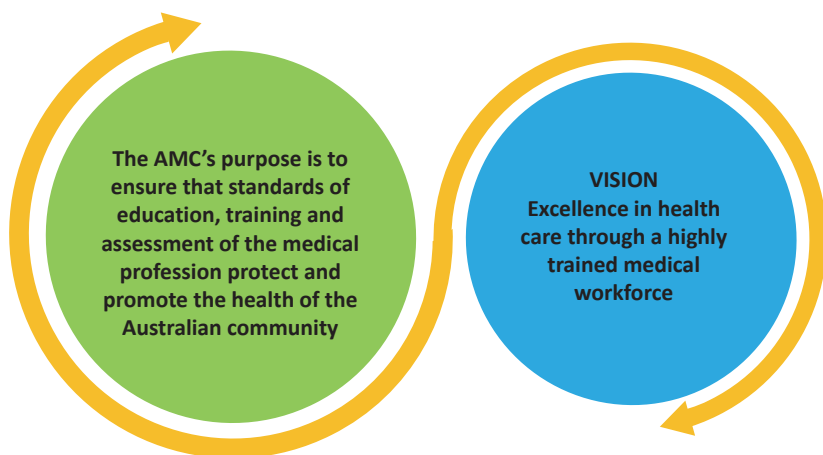 The AMC’s purpose is to
ensure that standards of
education, training and
assessment of the medical
profession protect and
promote the health of the
Australian community
VISION
Excellence in health
care through a highly
trained medical
workforce